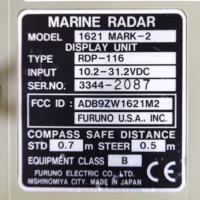 MARINE RADAR
MODEL 1621 MARK-2
DISPLAY UNIT
TYPE RDP-116
INPUT 10.2-31.2VDC
SER.NO. 3344-2087
FCC ID : ADB9ZW1621M2
FURUNO U.S.A., INC.
COMPASS SAFE DISTANCE
STD 0.7 m STEER 0.5 m
EQUIPMENT CLASS B
FURUNO ELECTRIC CO.,LTD.
NISHINOMIYA CITY, MADE IN JAPAN